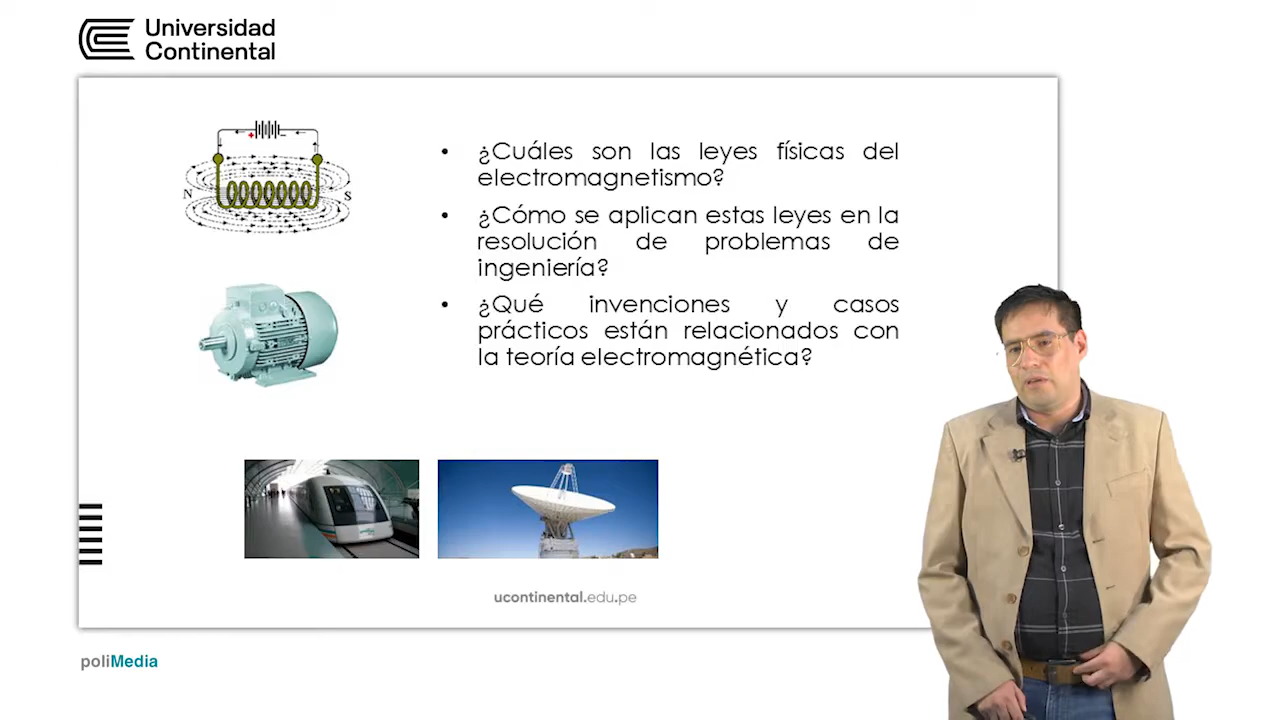 Universidad
Continental
+
-
N
S
• ¿Cuáles son las leyes físicas del
electromagnetismo?
• ¿Cómo se aplican estas leyes en la
resolución de problemas de
ingeniería?
• ¿Qué invenciones y casos
prácticos están relacionados con
la teoría electromagnética?
ucontinental.edu.pe
poliMedia